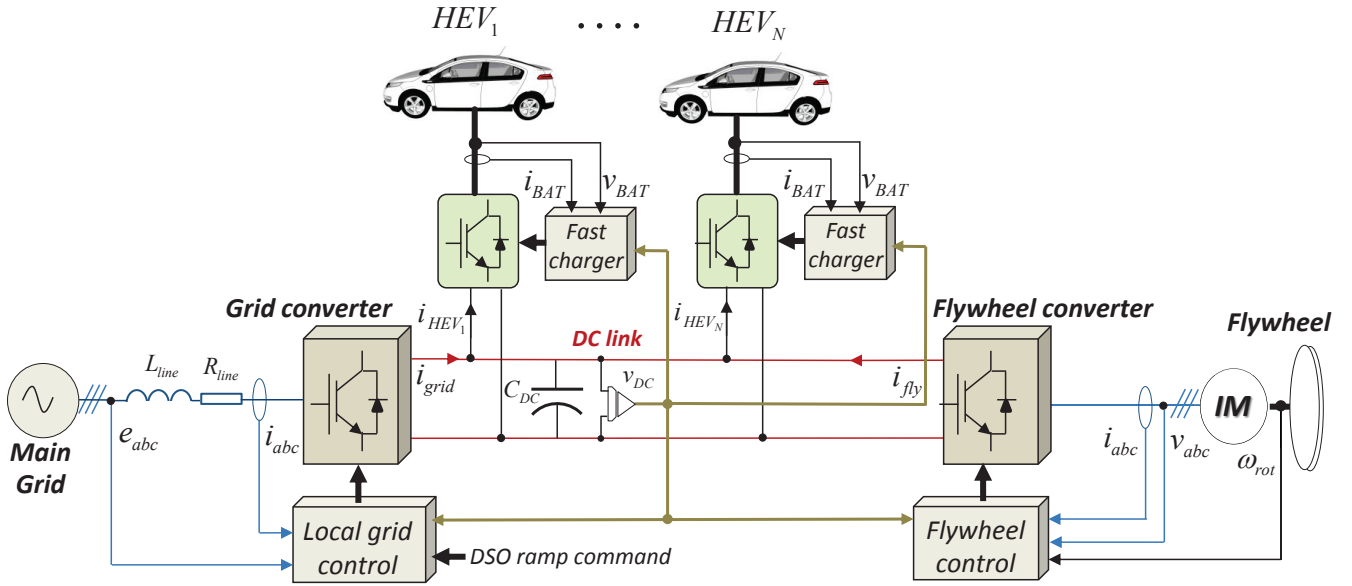 HEV1 . . . . HEVN
iBAT vBAT iBAT vBAT
Fast charger
Fast charger
Grid converter
iHEV1
iHEVN
Flywheel converter
Flywheel
DC link
Lline Rline
igrid
CDC
vDC
ifly
IM
eabc
iabc
iabc
vabc
ωrot
Main Grid
Local grid control
DSO ramp command
Flywheel control